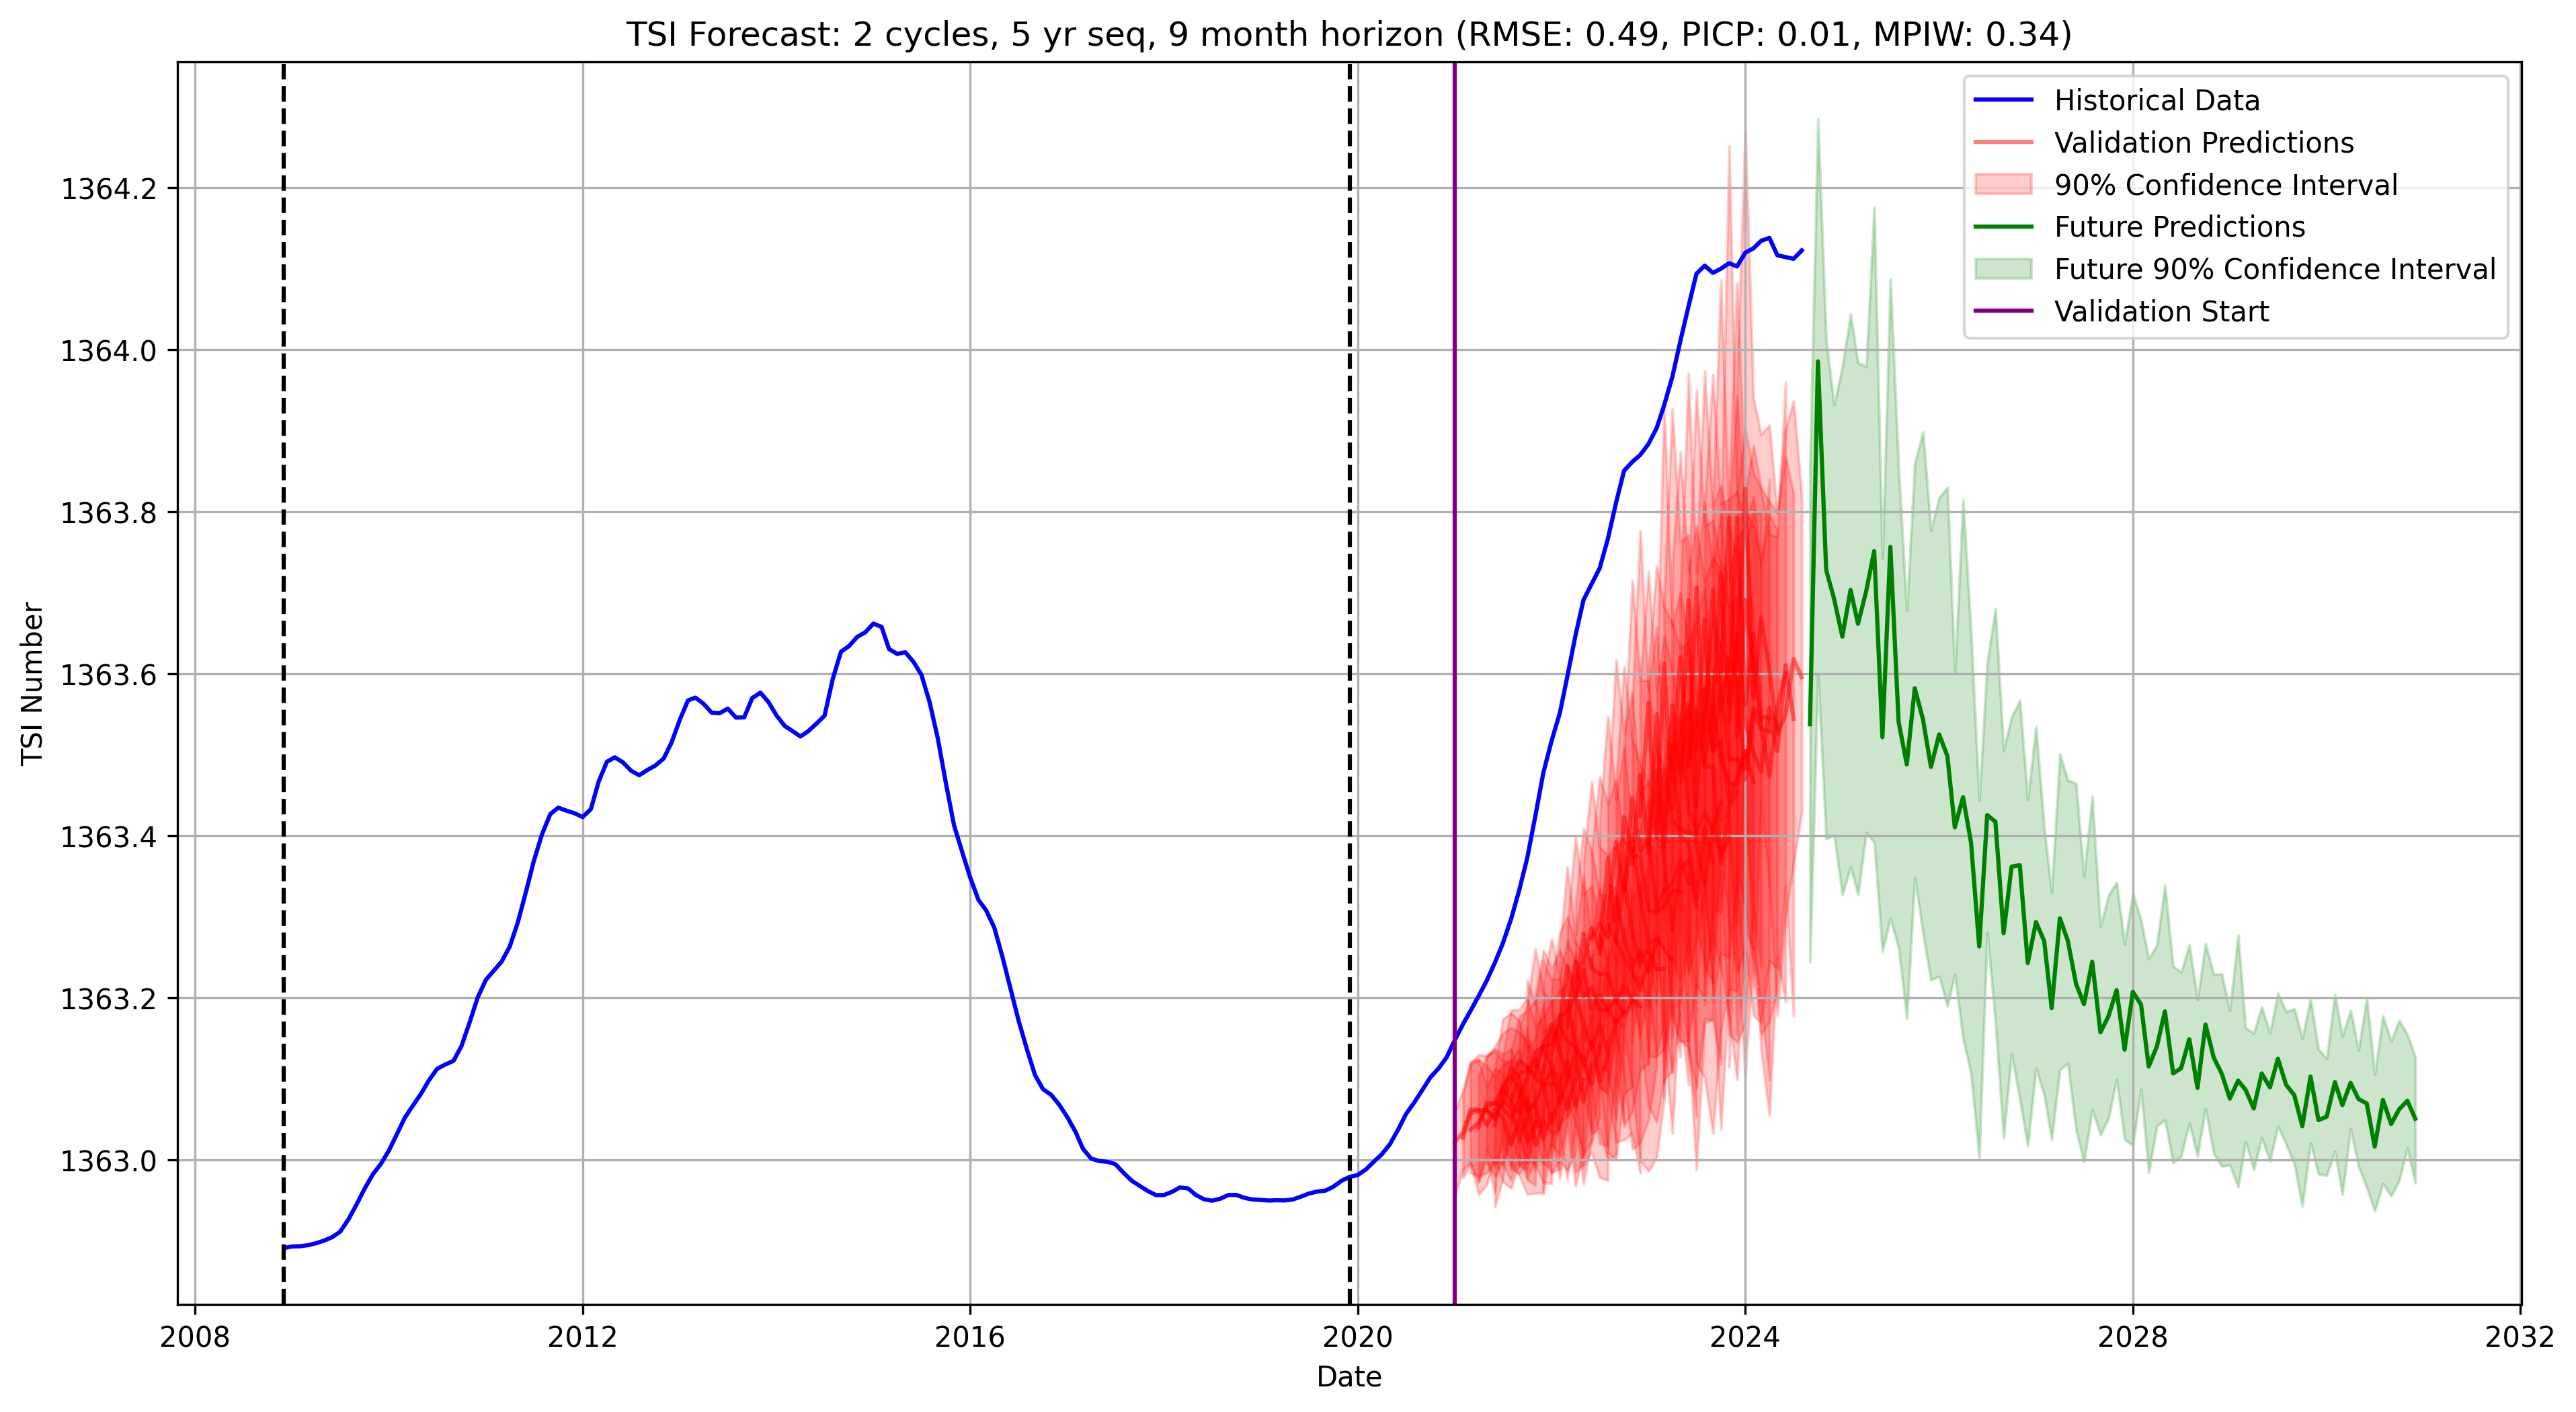 TSI Forecast: 2 cycles, 5 yr seq, 9 month horizon (RMSE: 0.49, PICP: 0.01, MPIW: 0.34)
Historical Data
Validation Predictions
90% Confidence Interval
Future Predictions
Future 90% Confidence Interval
Validation Start
TSI Number
1364.2
1364.0
1363.8
1363.6
1363.4
1363.2
1363.0
2008 2012 2016 2020 2024 2028 2032
Date